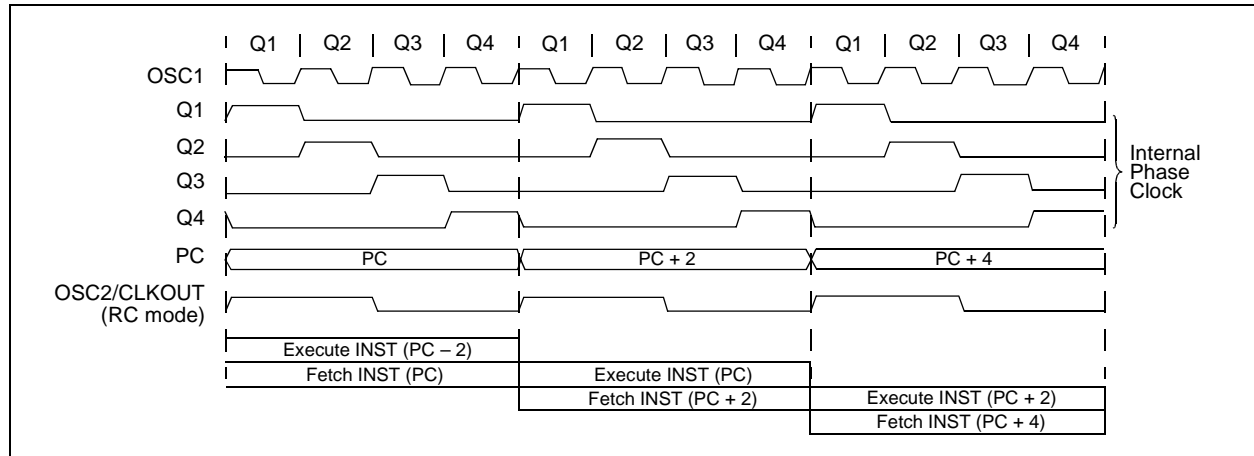 Q1 Q2 Q3 Q4 Q1 Q2 Q3 Q4 Q1 Q2 Q3 Q4
OSC1
Q1
Q2
Q3
Q4
Internal
Phase
Clock
PC PC PC + 2 PC + 4
OSC2/CLKOUT
(RC mode)
Execute INST (PC – 2)
Fetch INST (PC) Execute INST (PC)
Fetch INST (PC + 2) Execute INST (PC + 2)
Fetch INST (PC + 4)